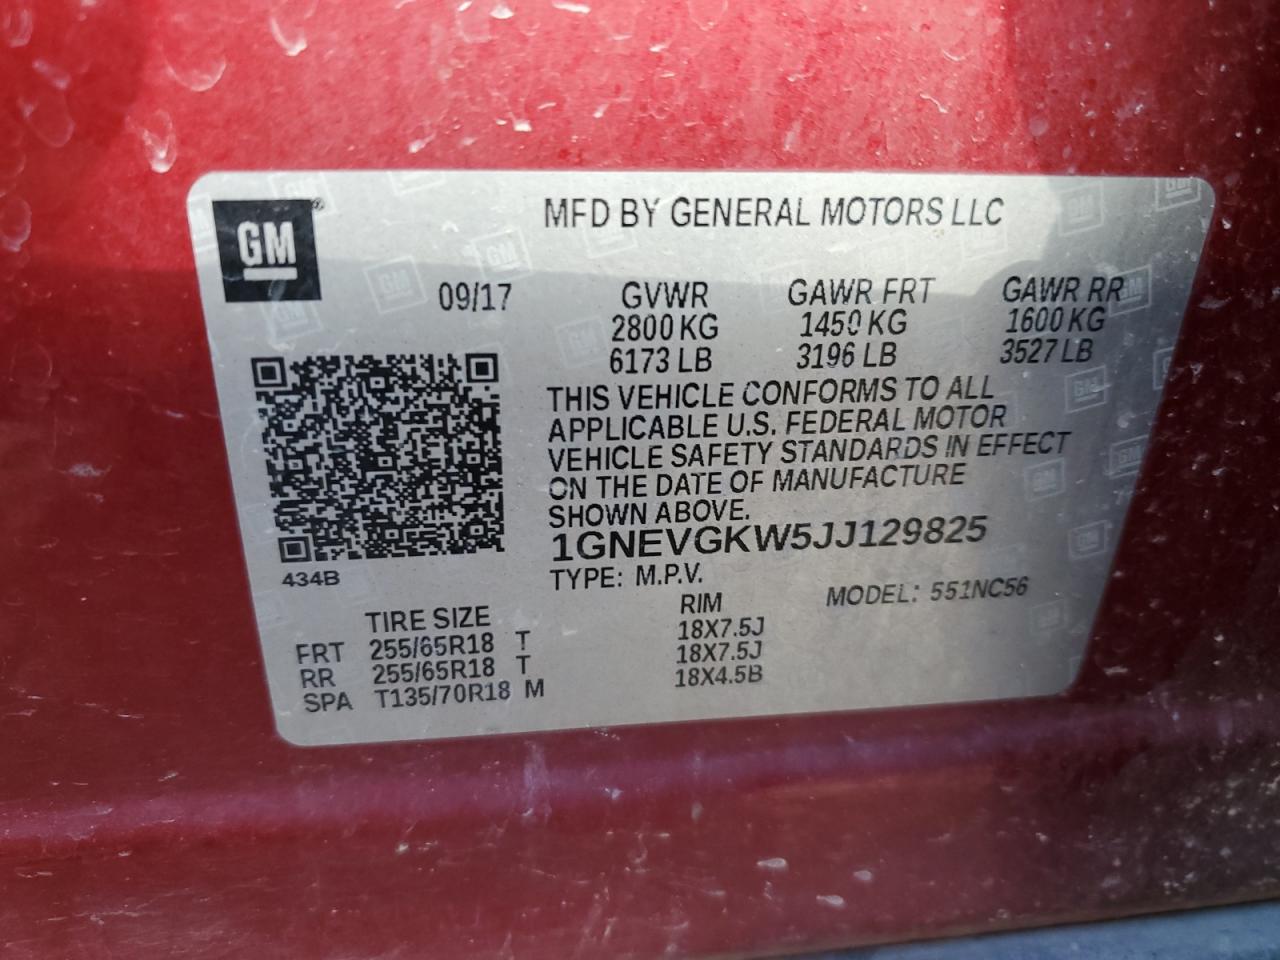 GM®
MFD BY GENERAL MOTORS LLC
09/17
GVWR
2800 KG
6173 LB
GAWR FRT
1450 KG
3196 LB
GAWR RR
1600 KG
3527 LB
THIS VEHICLE CONFORMS TO ALL
APPLICABLE U.S. FEDERAL MOTOR
VEHICLE SAFETY STANDARDS IN EFFECT
ON THE DATE OF MANUFACTURE
SHOWN ABOVE.
1GNEVGKW5JJ129825
434B
TYPE: M.P.V.
MODEL: 551NC56
TIRE SIZE RIM
FRT 255/65R18 T 18X7.5J
RR 255/65R18 T 18X7.5J
SPA T135/70R18 M 18X4.5B